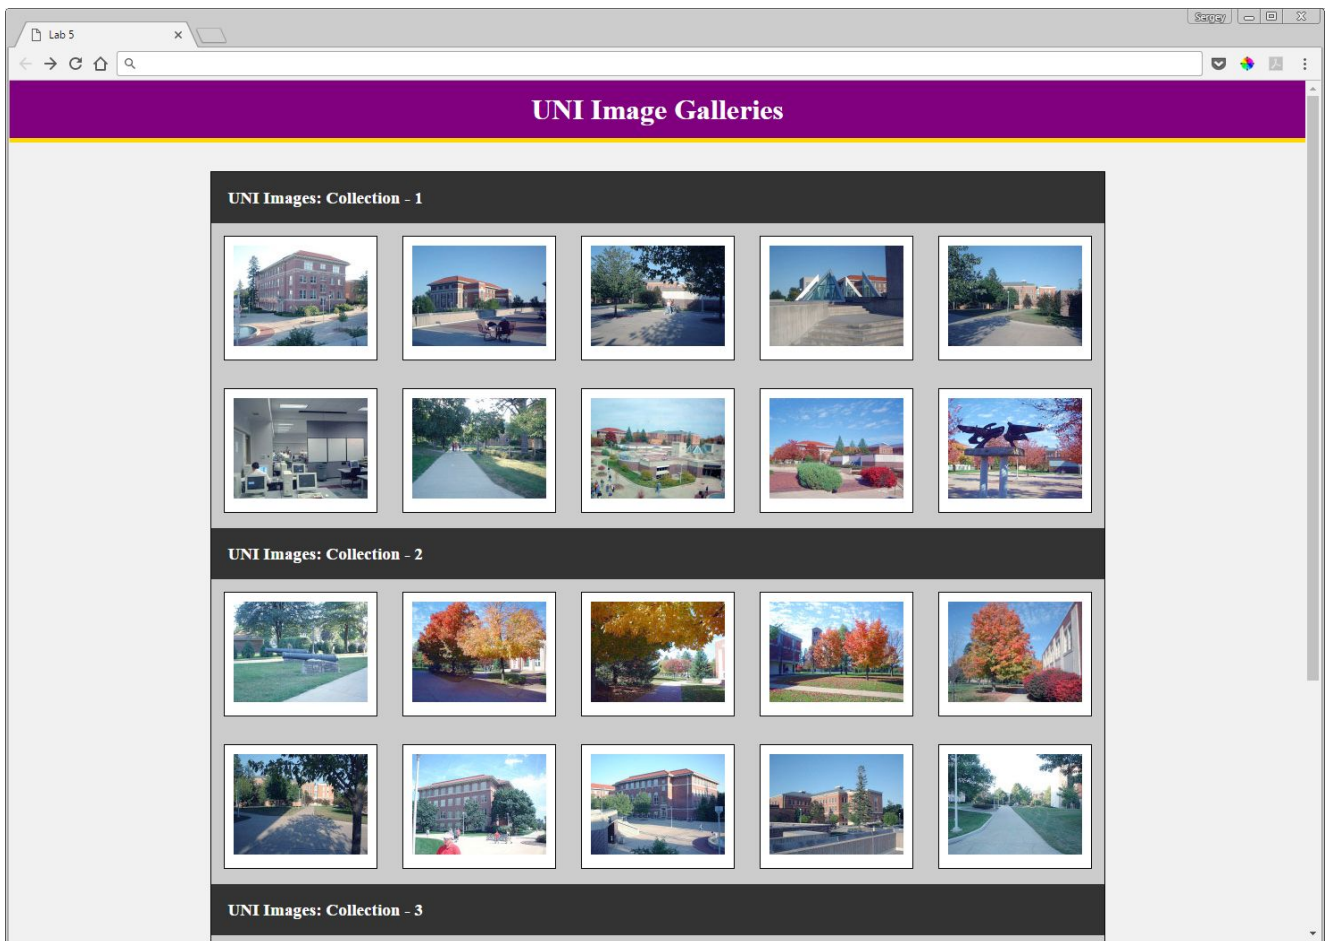 Sergey
Lab 5
UNI Image Galleries
UNI Images: Collection - 1
UNI Images: Collection - 2
UNI Images: Collection - 3